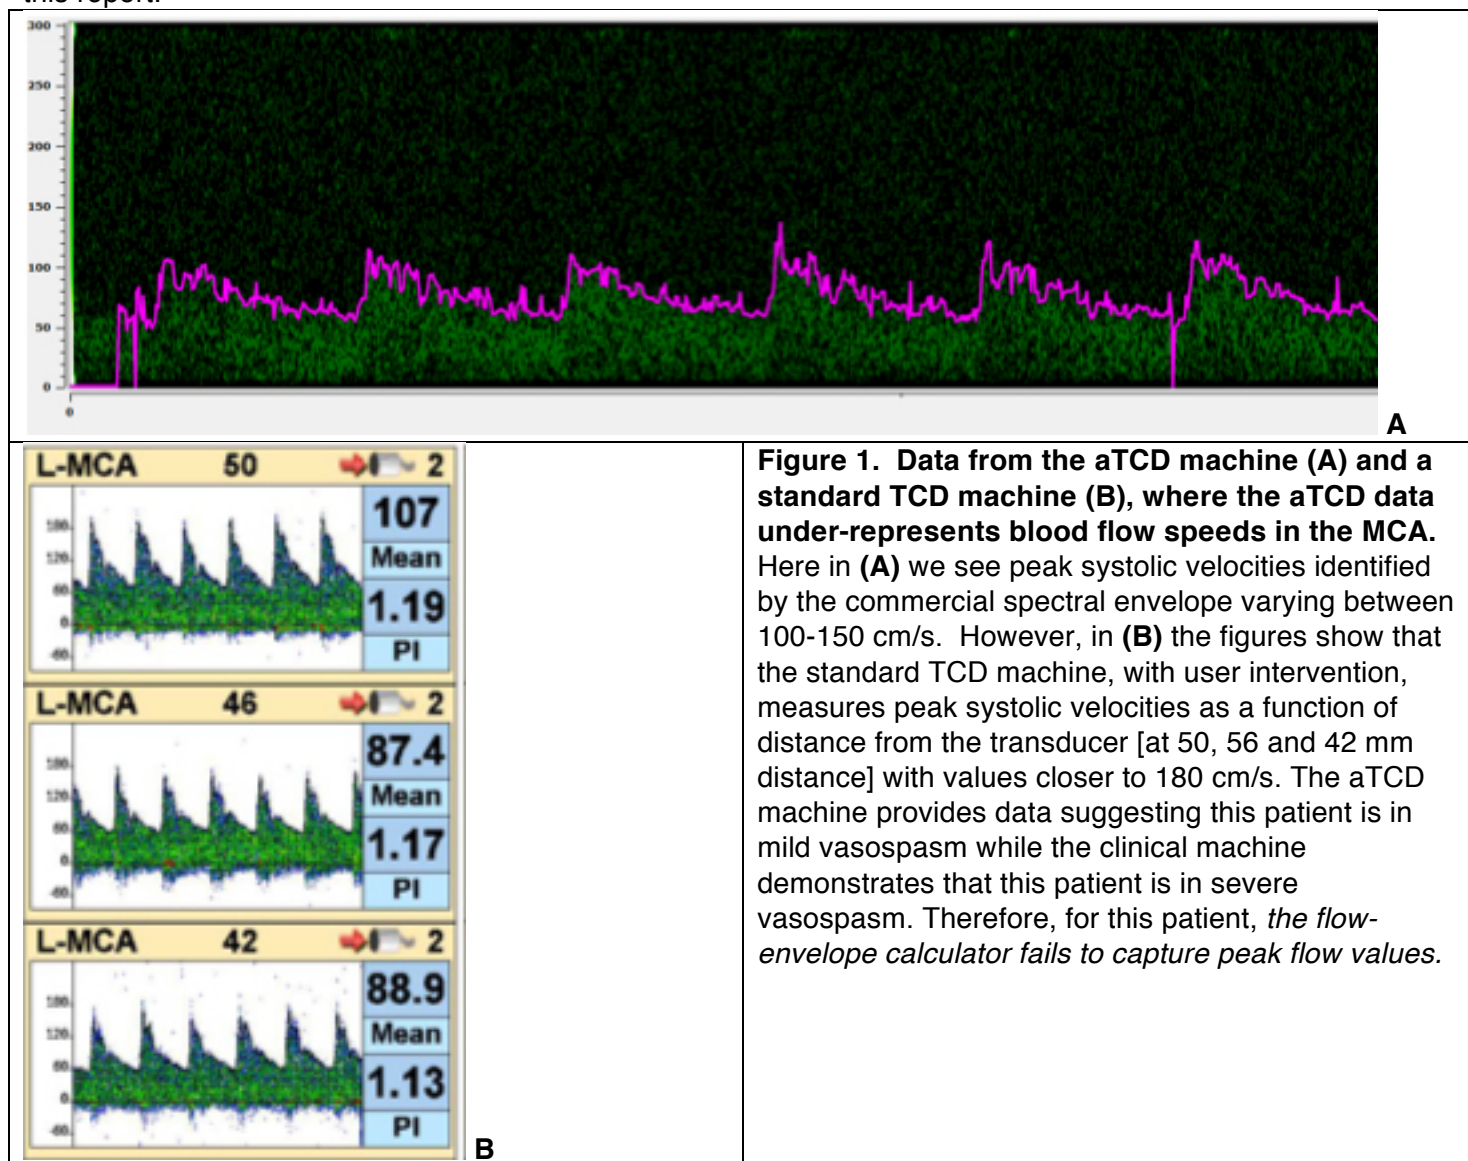 this report.
300
250
200
150
100
50
0
0
A
L-MCA 50 2
180
120
60
0
-60
107
Mean
1.19
PI
L-MCA 46 2
180
120
60
0
-60
87.4
Mean
1.17
PI
L-MCA 42 2
180
120
60
0
-60
88.9
Mean
1.13
PI
B
Figure 1. Data from the aTCD machine (A) and a
standard TCD machine (B), where the aTCD data
under-represents blood flow speeds in the MCA.
Here in (A) we see peak systolic velocities identified
by the commercial spectral envelope varying between
100-150 cm/s. However, in (B) the figures show that
the standard TCD machine, with user intervention,
measures peak systolic velocities as a function of
distance from the transducer [at 50, 56 and 42 mm
distance] with values closer to 180 cm/s. The aTCD
machine provides data suggesting this patient is in
mild vasospasm while the clinical machine
demonstrates that this patient is in severe
vasospasm. Therefore, for this patient, the flow-
envelope calculator fails to capture peak flow values.